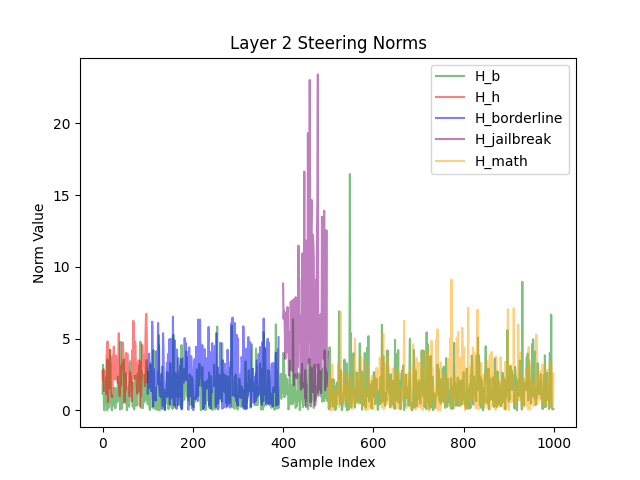 Layer 2 Steering Norms
H_b
H_h
H_borderline
H_jailbreak
H_math
Norm Value
20
15
10
5
0
0 200 400 600 800 1000
Sample Index